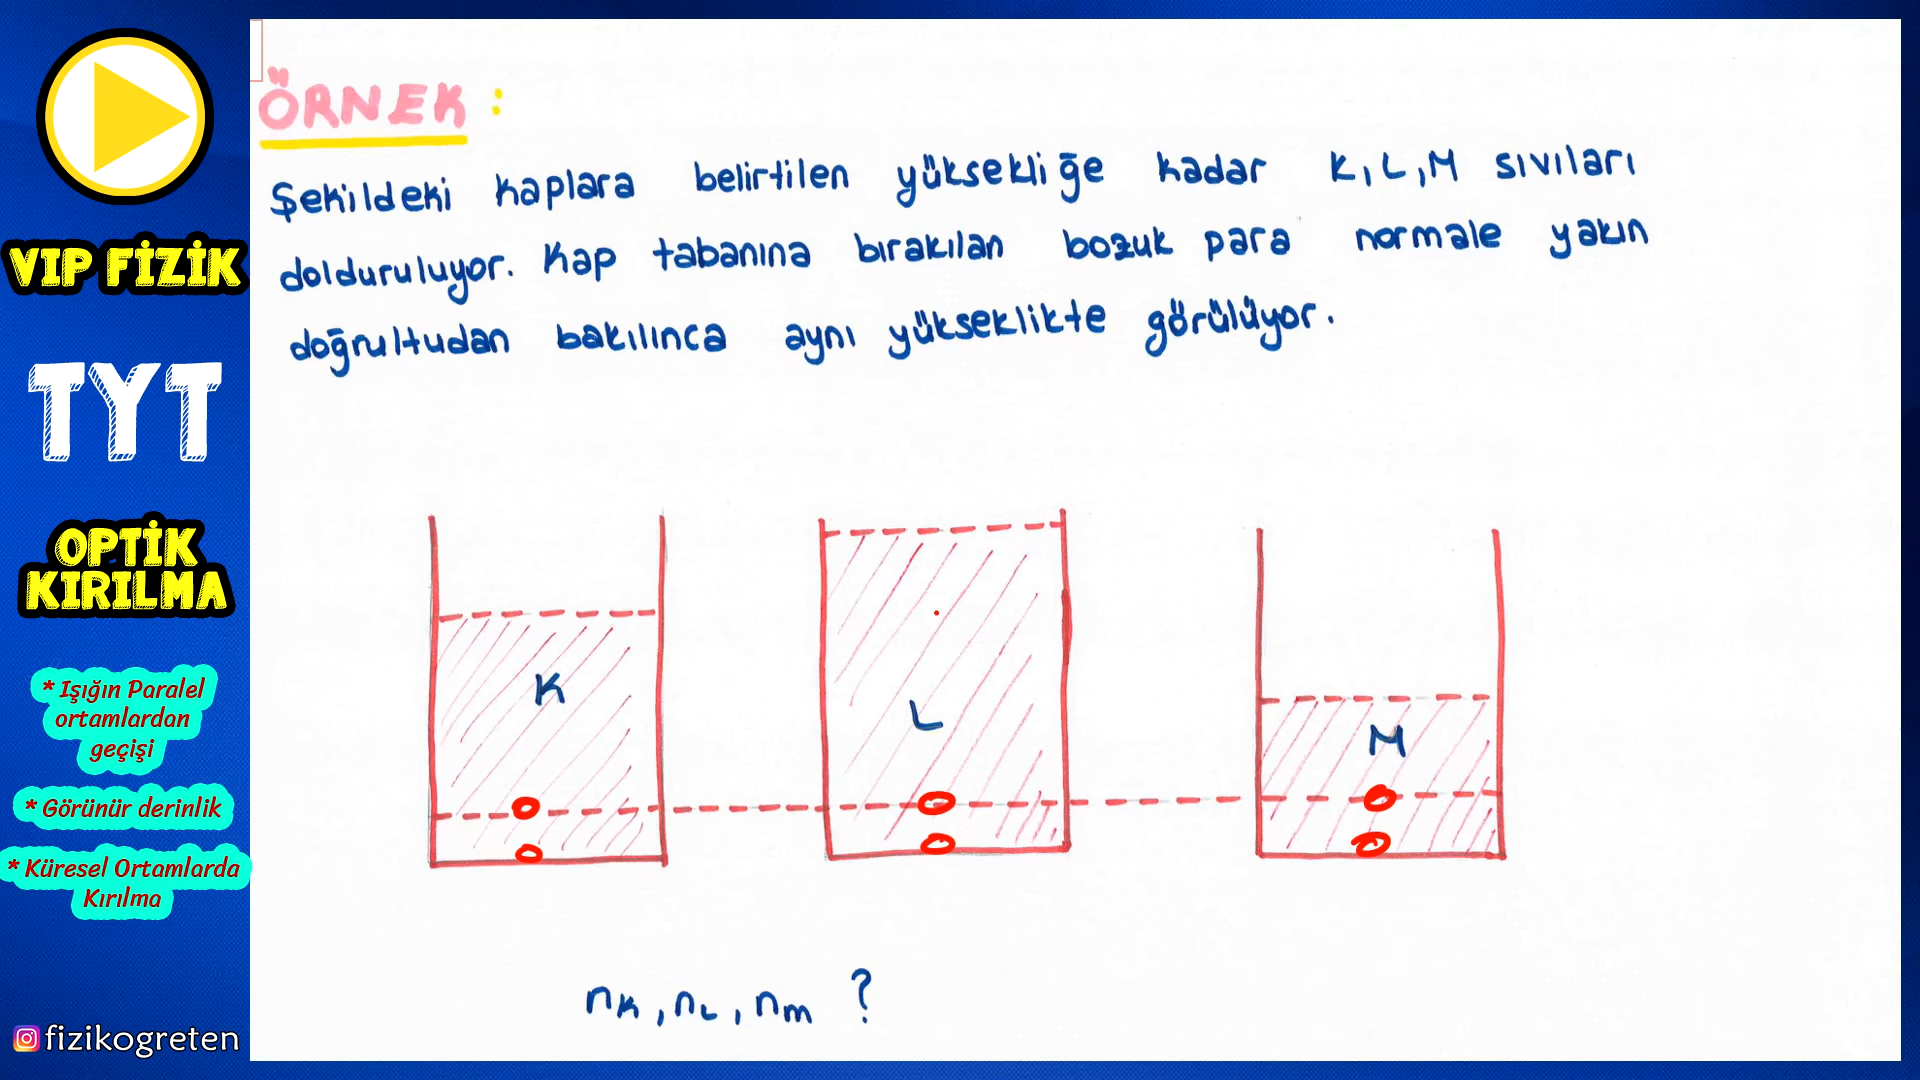 VIP FİZİK
TYT
OPTİK
KIRILMA
* Işığın Paralel
ortamlardan
geçişi
* Görünür derinlik
* Küresel Ortamlarda
Kırılma
fizikogreten
ÖRNEK :
Şekildeki kaplara belirtilen yüksekliğe kadar K, L, M sıvıları
dolduruluyor. Kap tabanına bırakılan bozuk para normale yakın
doğrultudan bakılınca aynı yükseklikte görülüyor.
K
L
M
nK, nL, nm ?